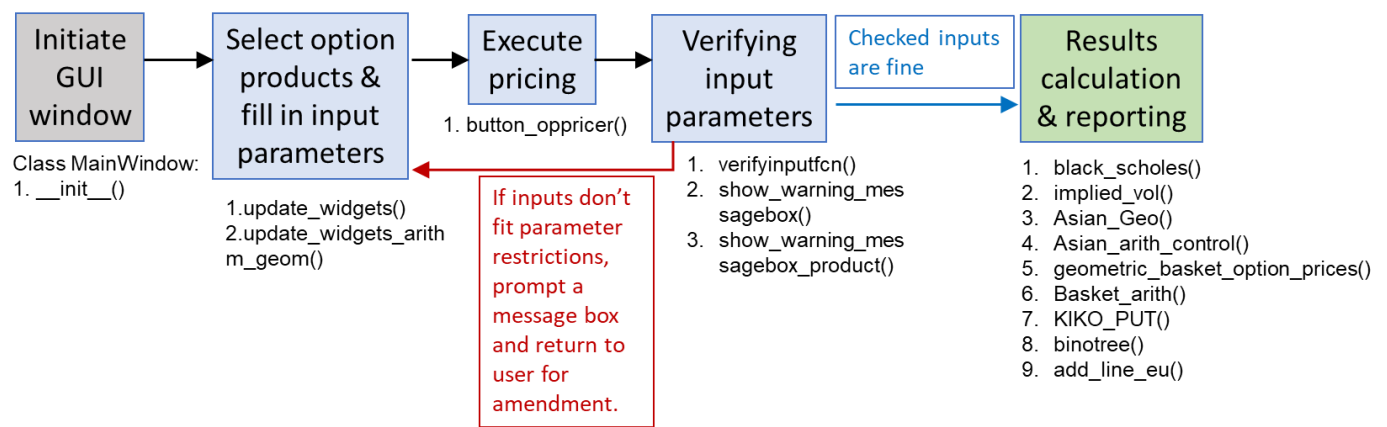 Initiate
GUI
window
Class MainWindow:
1. __init__()
Select option
products &
fill in input
parameters
1.update_widgets()
2.update_widgets_arith
m_geom()
Execute
pricing
1. button_oppricer()
Verifying
input
parameters
1. verifyinputfcn()
2. show_warning_mes
sagebox()
3. show_warning_mes
sagebox_product()
If inputs don’t
fit parameter
restrictions,
prompt a
message box
and return to
user for
amendment.
Checked inputs
are fine
Results
calculation
& reporting
1. black_scholes()
2. implied_vol()
3. Asian_Geo()
4. Asian_arith_control()
5. geometric_basket_option_prices()
6. Basket_arith()
7. KIKO_PUT()
8. binotree()
9. add_line_eu()